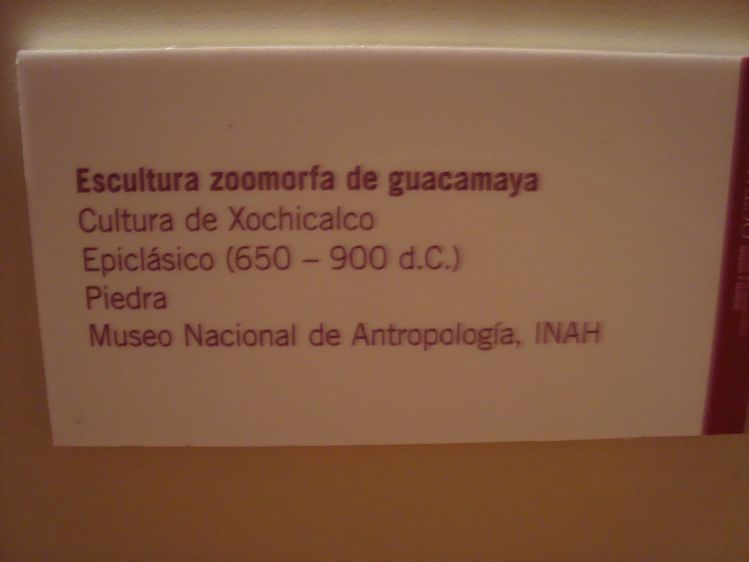 Escultura zoomorfa de guacamaya
Cultura de Xochicalco
Epiclásico (650 – 900 d.C.)
Piedra
Museo Nacional de Antropología, INAH